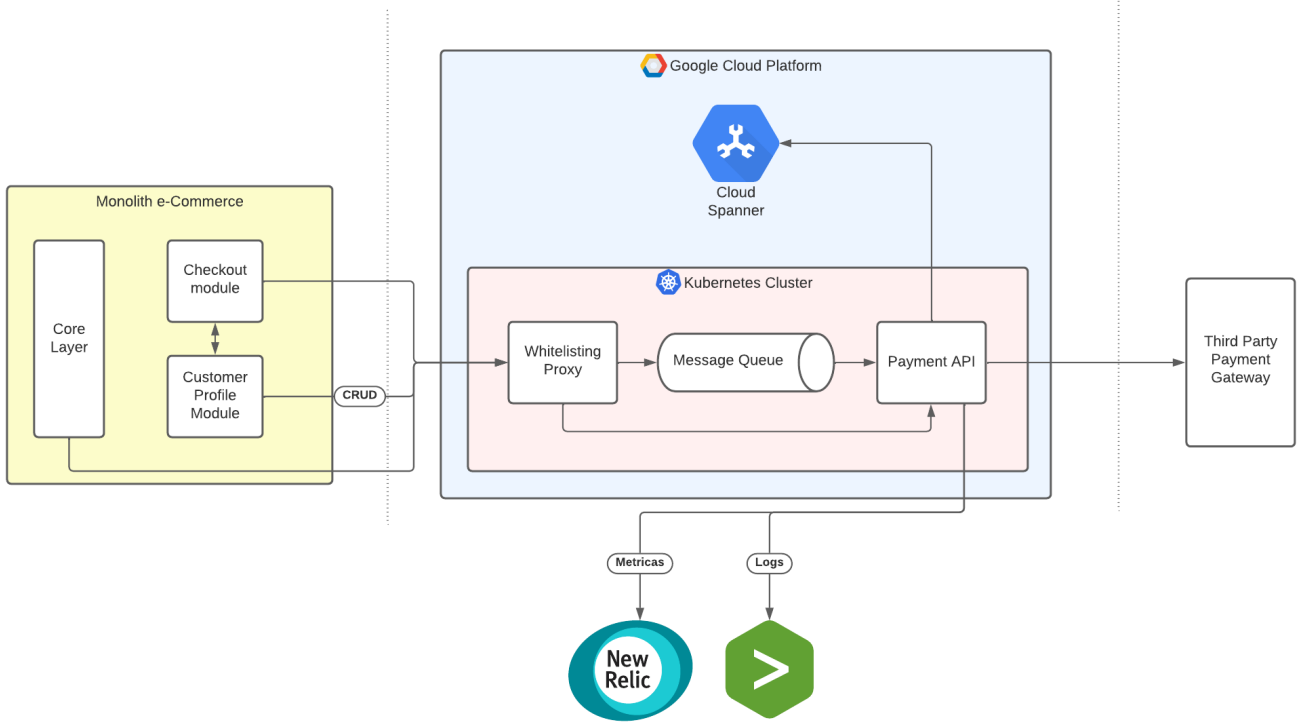 Google Cloud Platform
Cloud
Spanner
Monolith e-Commerce
Core
Layer
Checkout
module
Customer
Profile
Module
CRUD
Kubernetes Cluster
Whitelisting
Proxy
Message Queue
Payment API
Third Party
Payment
Gateway
Metricas
Logs
New
Relic
>